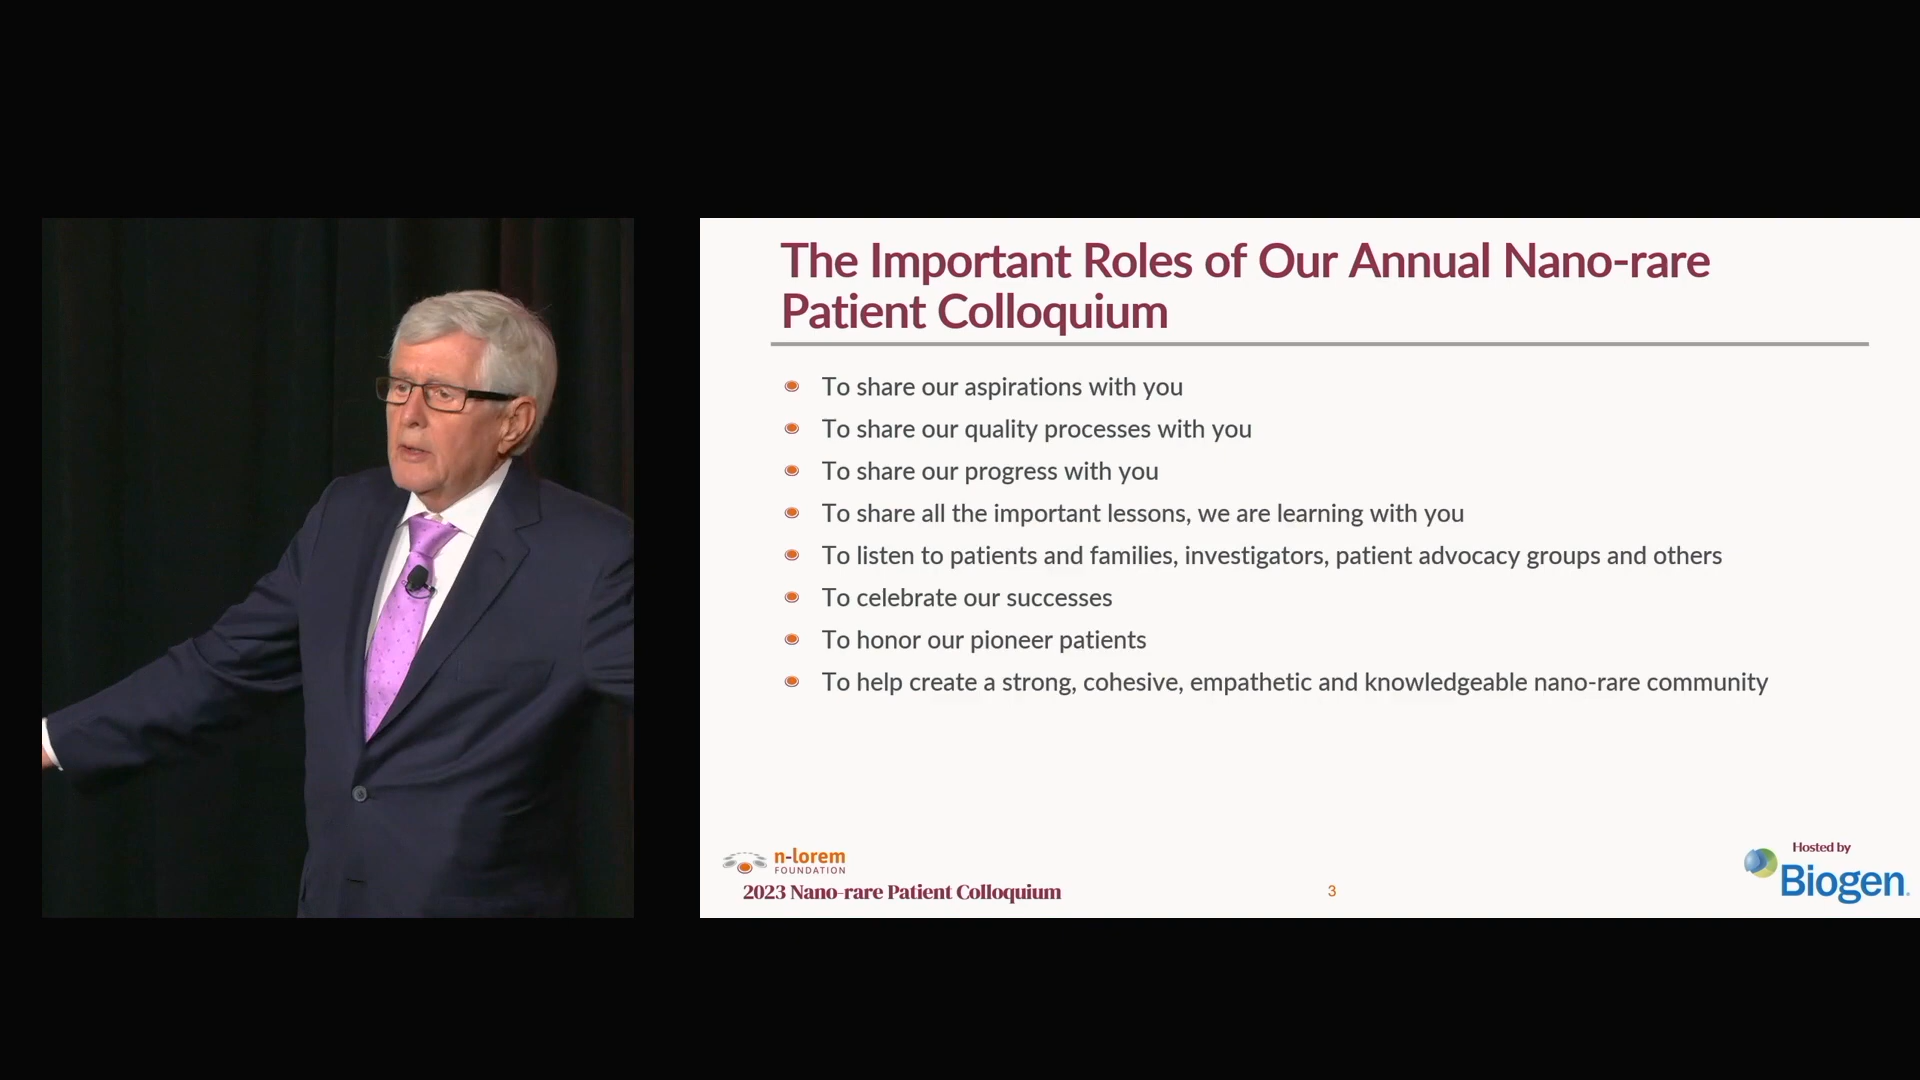 The Important Roles of Our Annual Nano-rare
Patient Colloquium
To share our aspirations with you
To share our quality processes with you
To share our progress with you
To share all the important lessons, we are learning with you
To listen to patients and families, investigators, patient advocacy groups and others
To celebrate our successes
To honor our pioneer patients
To help create a strong, cohesive, empathetic and knowledgeable nano-rare community
n-lorem
FOUNDATION
2023 Nano-rare Patient Colloquium
3
Hosted by
Biogen.